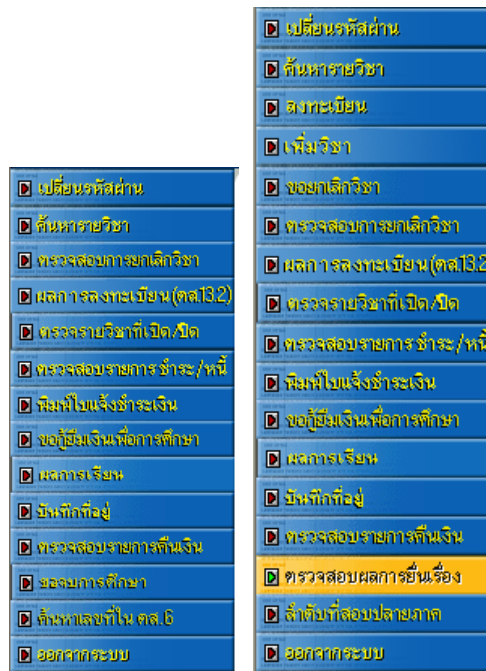 เปลี่ยนรหัสผ่าน
ค้นหารายวิชา
ตรวจสอบการยกเลิกวิชา
ผลการลงทะเบียน(ตส.13.2)
ตรวจรายวิชาที่เปิด/ปิด
ตรวจสอบรายการ ชำระ/หนี้
พิมพ์ใบแจ้งชำระเงิน
ขอกู้ยืมเงินเพื่อการศึกษา
ผลการเรียน
บันทึกที่อยู่
ตรวจสอบรายการคืนเงิน
ขอจบการศึกษา
ค้นหาเลขที่ใน ตส.6
ออกจากระบบ
เปลี่ยนรหัสผ่าน
ค้นหารายวิชา
ลงทะเบียน
เพิ่มวิชา
ขอยกเลิกวิชา
ตรวจสอบการยกเลิกวิชา
ผลการลงทะเบียน(ตส.13.2
ตรวจรายวิชาที่เปิด/ปิด
ตรวจสอบรายการ ชำระ/หนี้
พิมพ์ใบแจ้งชำระเงิน
ขอกู้ยืมเงินเพื่อการศึกษา
ผลการเรียน
บันทึกที่อยู่
ตรวจสอบรายการคืนเงิน
ตรวจสอบผลการยื่นเรื่อง
ลำดับที่สอบปลายภาค
ออกจากระบบ